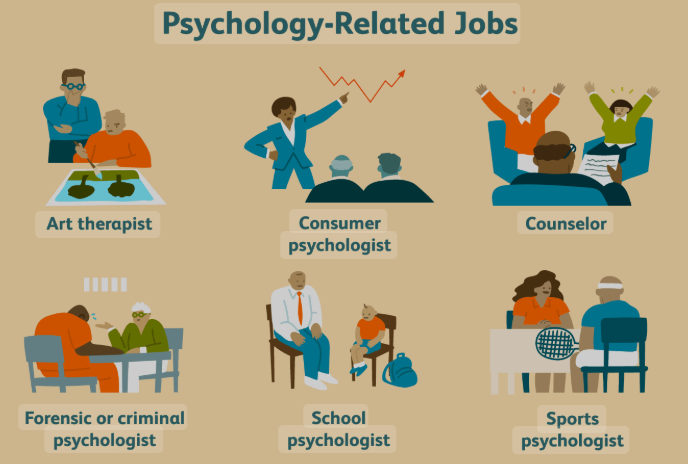 Psychology-Related Jobs
Art therapist
Consumer
psychologist
Counselor
Forensic or criminal
psychologist
School
psychologist
Sports
psychologist